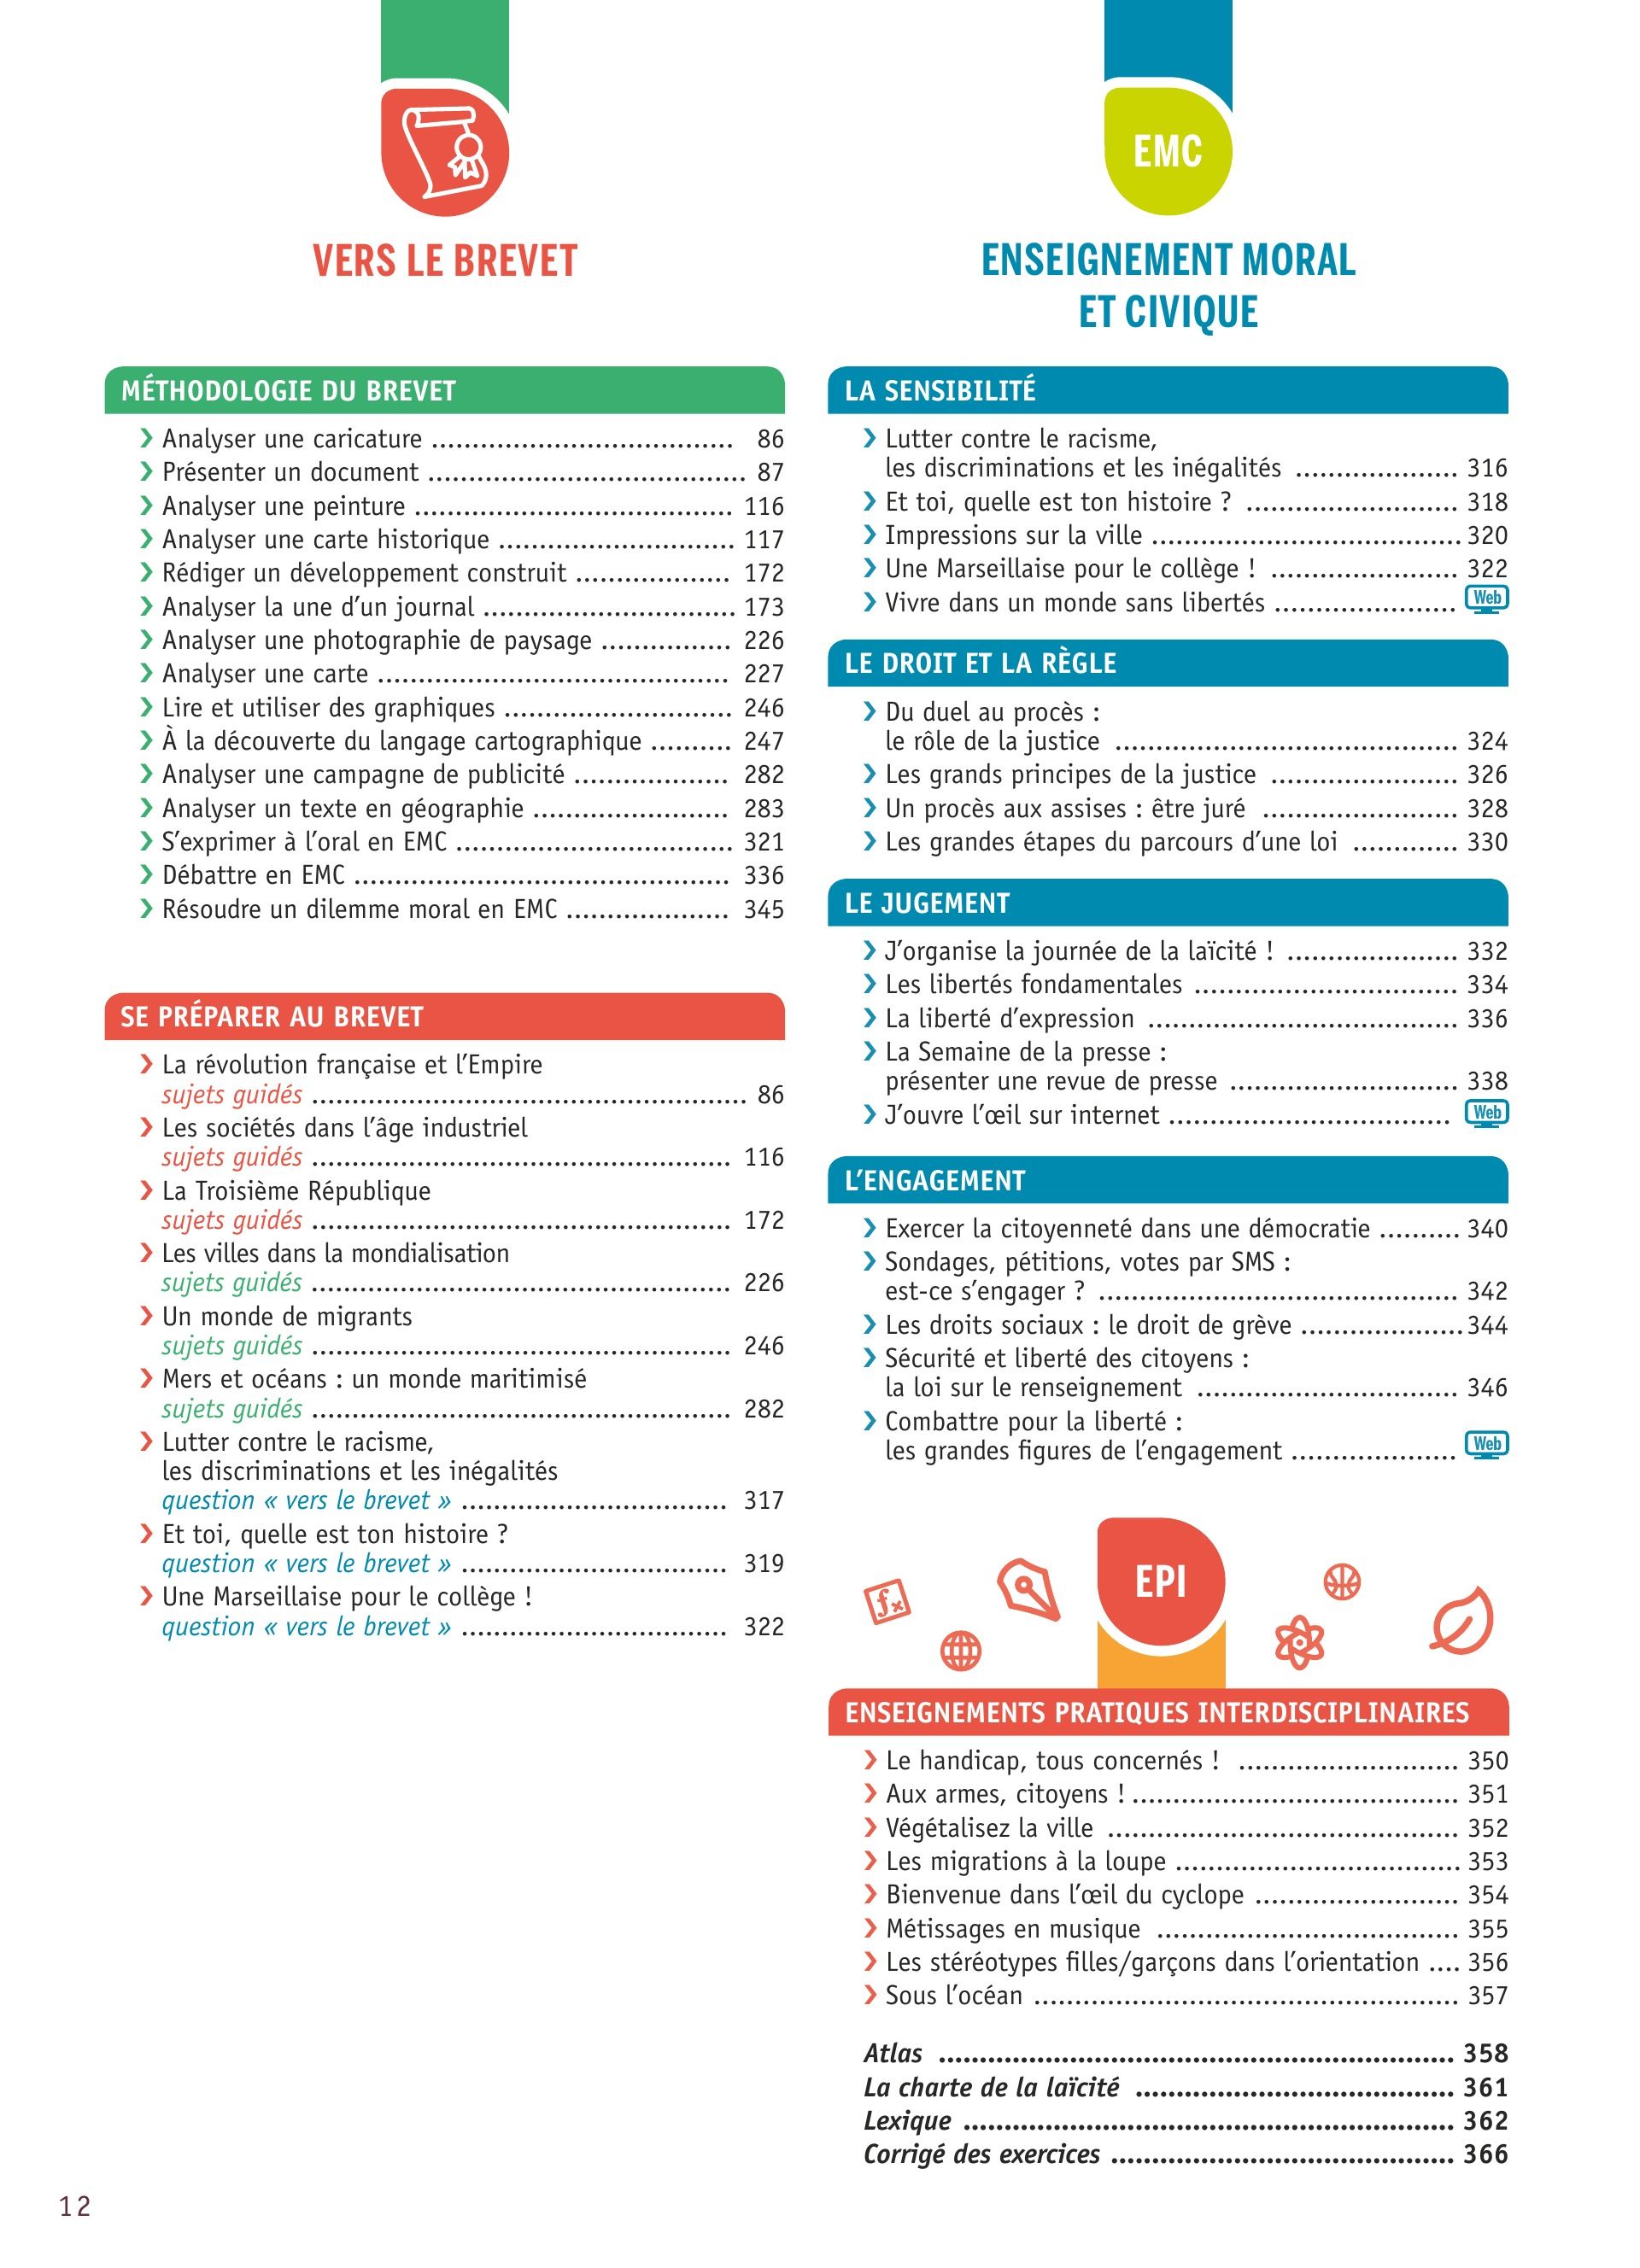 VERS LE BREVET
MÉTHODOLOGIE DU BREVET
❯ Analyser une caricature ..................................... 86
❯ Présenter un document ....................................... 87
❯ Analyser une peinture ....................................... 116
❯ Analyser une carte historique ............................. 117
❯ Rédiger un développement construit ................... 172
❯ Analyser la une d’un journal ............................... 173
❯ Analyser une photographie de paysage ................ 226
❯ Analyser une carte ........................................... 227
❯ Lire et utiliser des graphiques ............................ 246
❯ À la découverte du langage cartographique .......... 247
❯ Analyser une campagne de publicité ................... 282
❯ Analyser un texte en géographie ........................ 283
❯ S’exprimer à l’oral en EMC .................................. 321
❯ Débattre en EMC .............................................. 336
❯ Résoudre un dilemme moral en EMC .................... 345
SE PRÉPARER AU BREVET
❯ La révolution française et l’Empire
sujets guidés ..................................................... 86
❯ Les sociétés dans l’âge industriel
sujets guidés ................................................... 116
❯ La Troisième République
sujets guidés ................................................... 172
❯ Les villes dans la mondialisation
sujets guidés ................................................... 226
❯ Un monde de migrants
sujets guidés ................................................... 246
❯ Mers et océans : un monde maritimisé
sujets guidés ................................................... 282
❯ Lutter contre le racisme,
les discriminations et les inégalités
question « vers le brevet » ................................ 317
❯ Et toi, quelle est ton histoire ?
question « vers le brevet » ................................ 319
❯ Une Marseillaise pour le collège !
question « vers le brevet » ................................ 322
EMC
ENSEIGNEMENT MORAL
ET CIVIQUE
LA SENSIBILITÉ
❯ Lutter contre le racisme,
les discriminations et les inégalités .................... 316
❯ Et toi, quelle est ton histoire ? .......................... 318
❯ Impressions sur la ville ...................................... 320
❯ Une Marseillaise pour le collège ! ....................... 322
❯ Vivre dans un monde sans libertés ...................... Web
LE DROIT ET LA RÈGLE
❯ Du duel au procès :
le rôle de la justice .......................................... 324
❯ Les grands principes de la justice ....................... 326
❯ Un procès aux assises : être juré ........................ 328
❯ Les grandes étapes du parcours d’une loi ............. 330
LE JUGEMENT
❯ J’organise la journée de la laïcité ! ..................... 332
❯ Les libertés fondamentales ................................ 334
❯ La liberté d’expression ...................................... 336
❯ La Semaine de la presse :
présenter une revue de presse ............................ 338
❯ J’ouvre l’œil sur internet .................................. Web
L’ENGAGEMENT
❯ Exercer la citoyenneté dans une démocratie .......... 340
❯ Sondages, pétitions, votes par SMS :
est-ce s’engager ? ............................................ 342
❯ Les droits sociaux : le droit de grève .................... 344
❯ Sécurité et liberté des citoyens :
la loi sur le renseignement ................................ 346
❯ Combattre pour la liberté :
les grandes figures de l’engagement .................... Web
EPI
ENSEIGNEMENTS PRATIQUES INTERDISCIPLINAIRES
❯ Le handicap, tous concernés ! ........................... 350
❯ Aux armes, citoyens ! ........................................ 351
❯ Végétalisez la ville ........................................... 352
❯ Les migrations à la loupe ................................... 353
❯ Bienvenue dans l’œil du cyclope ......................... 354
❯ Métissages en musique ..................................... 355
❯ Les stéréotypes filles/garçons dans l’orientation .... 356
❯ Sous l’océan .................................................... 357
Atlas ............................................................... 358
La charte de la laïcité ....................................... 361
Lexique ............................................................ 362
Corrigé des exercices .......................................... 366
12